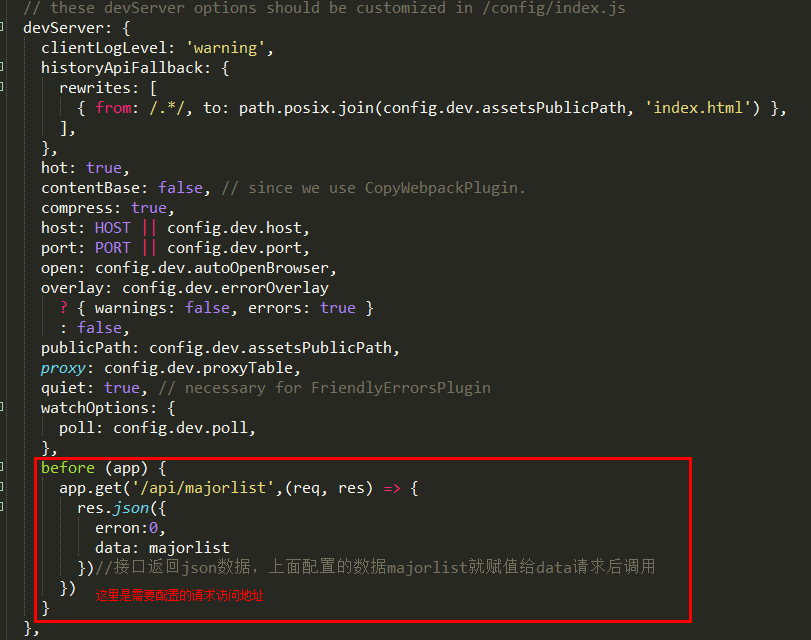 // these devServer options should be customized in /config/index.js
devServer: {
clientLogLevel: 'warning',
historyApiFallback: {
rewrites: [
{ from: /.*/, to: path.posix.join(config.dev.assetsPublicPath, 'index.html') },
],
},
hot: true,
contentBase: false, // since we use CopyWebpackPlugin.
compress: true,
host: HOST || config.dev.host,
port: PORT || config.dev.port,
open: config.dev.autoOpenBrowser,
overlay: config.dev.errorOverlay
? { warnings: false, errors: true }
: false,
publicPath: config.dev.assetsPublicPath,
proxy: config.dev.proxyTable,
quiet: true, // necessary for FriendlyErrorsPlugin
watchOptions: {
poll: config.dev.poll,
},
before (app) {
app.get('/api/majorlist',(req, res) => {
res.json({
erron:0,
data: majorlist
})//接口返回json数据，上面配置的数据majorlist就赋值给data请求后调用
})
这里是需要配置的请求访问地址
}
},